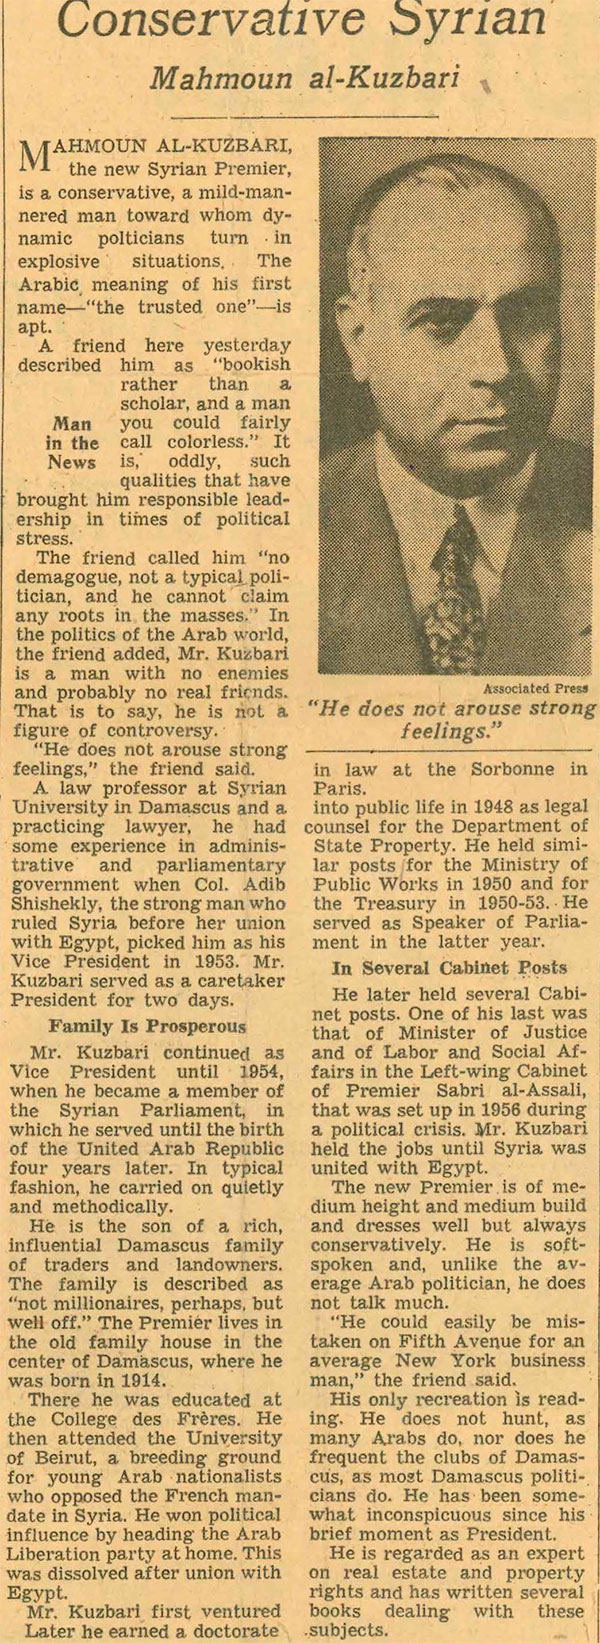 Conservative Syrian
Mahmoun al-Kuzbari
MAHMOUN AL-KUZBARI,
the new Syrian Premier,
is a conservative, a mild-man-
nered man toward whom dy-
namic polticians turn in
explosive situations. The
Arabic meaning of his first
name—“the trusted one”—is
apt.
A friend here yesterday
described him as “bookish
rather than a
scholar, and a man
you could fairly
call colorless.” It
is, oddly, such
qualities that have
Man
in the
News
brought him responsible lead-
ership in times of political
stress.
The friend called him “no
demagogue, not a typical poli-
tician, and he cannot claim
any roots in the masses.” In
the politics of the Arab world,
the friend added, Mr. Kuzbari
is a man with no enemies
and probably no real friends.
That is to say, he is not a
figure of controversy.
“He does not arouse strong
feelings,” the friend said.
A law professor at Syrian
University in Damascus and a
practicing lawyer, he had
some experience in adminis-
trative and parliamentary
government when Col. Adib
Shishekly, the strong man who
ruled Syria before her union
with Egypt, picked him as his
Vice President in 1953. Mr.
Kuzbari served as a caretaker
President for two days.
Family Is Prosperous
Mr. Kuzbari continued as
Vice President until 1954,
when he became a member of
the Syrian Parliament, in
which he served until the birth
of the United Arab Republic
four years later. In typical
fashion, he carried on quietly
and methodically.
He is the son of a rich,
influential Damascus family
of traders and landowners.
The family is described as
“not millionaires, perhaps, but
well off.” The Premier lives in
the old family house in the
center of Damascus, where he
was born in 1914.
There he was educated at
the College des Frères. He
then attended the University
of Beirut, a breeding ground
for young Arab nationalists
who opposed the French man-
date in Syria. He won political
influence by heading the Arab
Liberation party at home. This
was dissolved after union with
Egypt.
Mr. Kuzbari first ventured
Later he earned a doctorate
Associated Press
“He does not arouse strong
feelings.”
in law at the Sorbonne in
Paris.
into public life in 1948 as legal
counsel for the Department of
State Property. He held simi-
lar posts for the Ministry of
Public Works in 1950 and for
the Treasury in 1950-53. He
served as Speaker of Parlia-
ment in the latter year.
In Several Cabinet Posts
He later held several Cabi-
net posts. One of his last was
that of Minister of Justice
and of Labor and Social Af-
fairs in the Left-wing Cabinet
of Premier Sabri al-Assali,
that was set up in 1956 during
a political crisis. Mr. Kuzbari
held the jobs until Syria was
united with Egypt.
The new Premier is of me-
dium height and medium build
and dresses well but always
conservatively. He is soft-
spoken and, unlike the av-
erage Arab politician, he does
not talk much.
“He could easily be mis-
taken on Fifth Avenue for an
average New York business
man,” the friend said.
His only recreation is read-
ing. He does not hunt, as
many Arabs do, nor does he
frequent the clubs of Damas-
cus, as most Damascus politi-
cians do. He has been some-
what inconspicuous since his
brief moment as President.
He is regarded as an expert
on real estate and property
rights and has written several
books dealing with these
subjects.